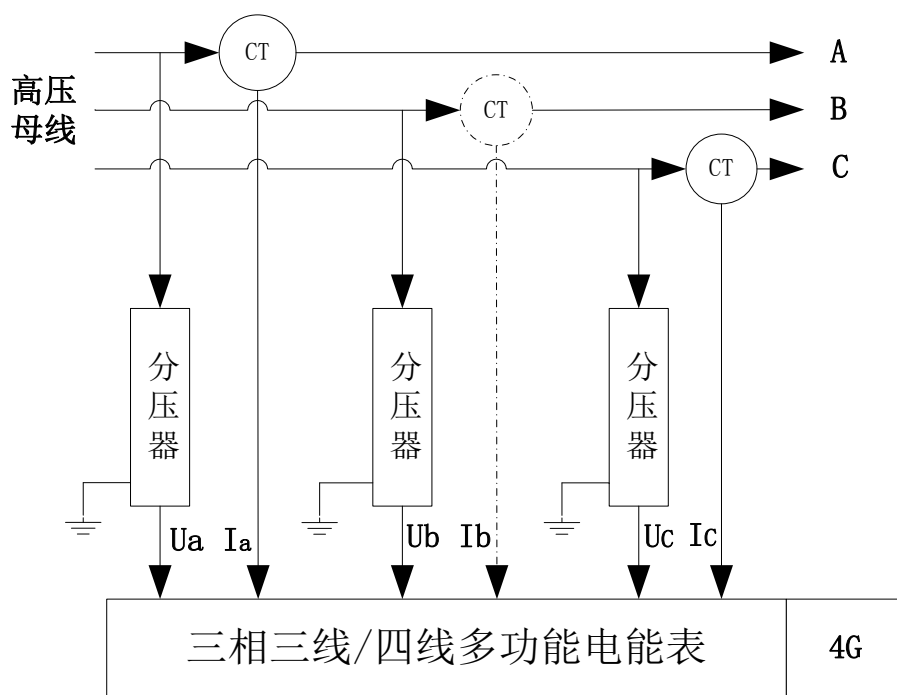 CT
A
高压
母线
CT
B
CT
C
分压器
分压器
分压器
Ua Ia
Ub Ib
Uc Ic
三相三线/四线多功能电能表
4G